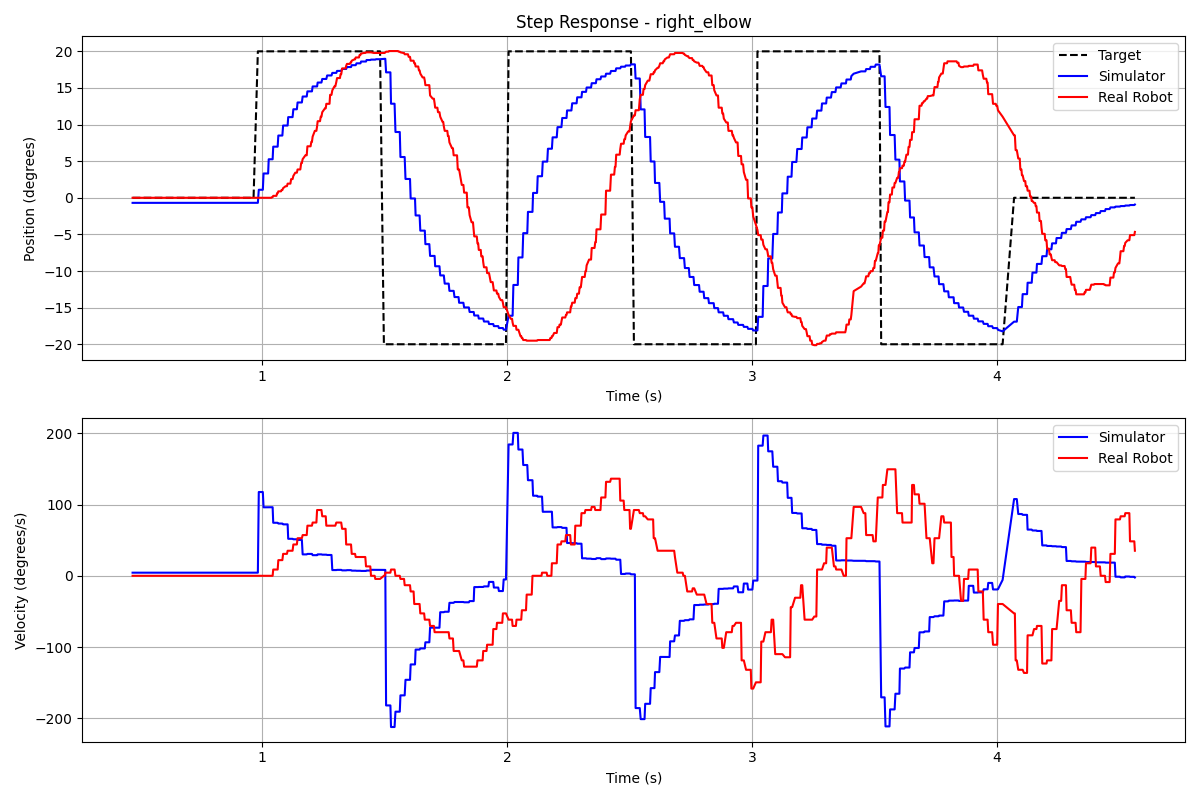 Step Response - right_elbow
20
15
10
5
0
−5
−10
−15
−20
Position (degrees)
Target
Simulator
Real Robot
1
2
3
4
Time (s)
200
100
0
−100
−200
Velocity (degrees/s)
Simulator
Real Robot
1
2
3
4
Time (s)